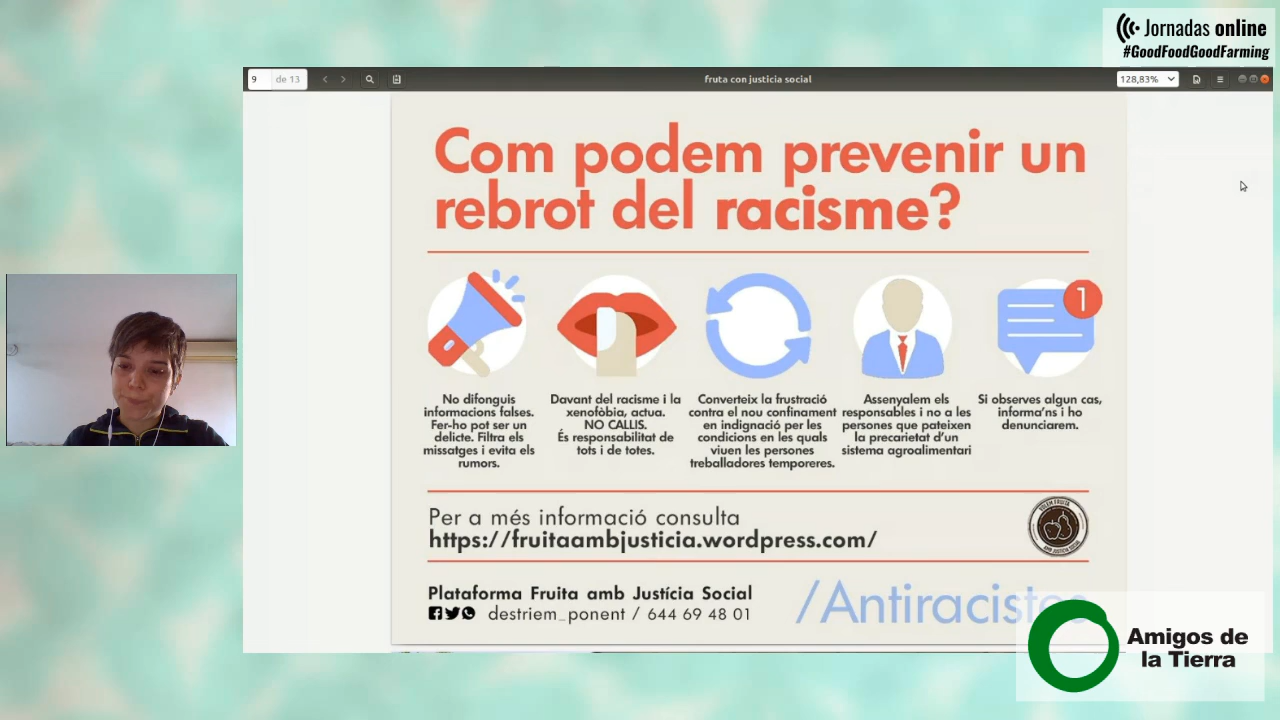 Jornadas online
#GoodFoodGoodFarming
9 de 13
fruta con justicia social
128,83%
Com podem prevenir un
rebrot del racisme?
1
No difonguis
informacions falses.
Fer-ho pot ser un
delicte. Filtra els
missatges i evita els
rumors.
Davant del racisme i la
xenofòbia, actua.
NO CALLIS.
És responsabilitat de
tots i de totes.
Converteix la frustració
contra el nou confinament
en indignació per les
condicions en les quals
viuen les persones
treballadores temporeres.
Assenyalem els
responsables i no a les
persones que pateixen
la precarietat d'un
sistema agroalimentari
Si observes algun cas,
informa'ns i ho
denunciarem.
Per a més informació consulta
https://fruitaambjusticia.wordpress.com/
AMB JUSTÍCIA SOCIAL
Plataforma Fruita amb Justícia Social
destriem_ponent / 644 69 48 01
/Antiracistes
Amigos de
la Tierra